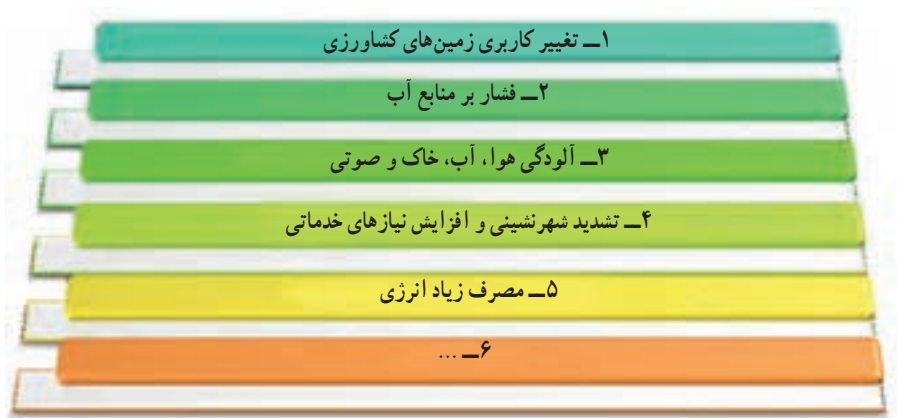 ۱ــ تغییر کاربری زمین‌های کشاورزی
۲ــ فشار بر منابع آب
۳ــ آلودگی هوا، آب، خاک و صوتی
۴ــ تشدید شهرنشینی و افزایش نیازهای خدماتی
۵ــ مصرف زیاد انرژی
۶ــ ...